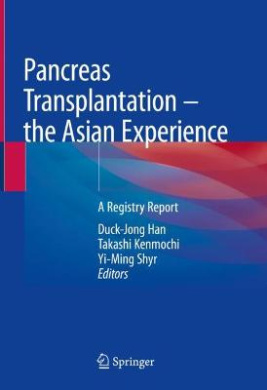 Pancreas
Transplantation –
the Asian Experience
A Registry Report
Duck-Jong Han
Takashi Kenmochi
Yi-Ming Shyr
Editors
Springer